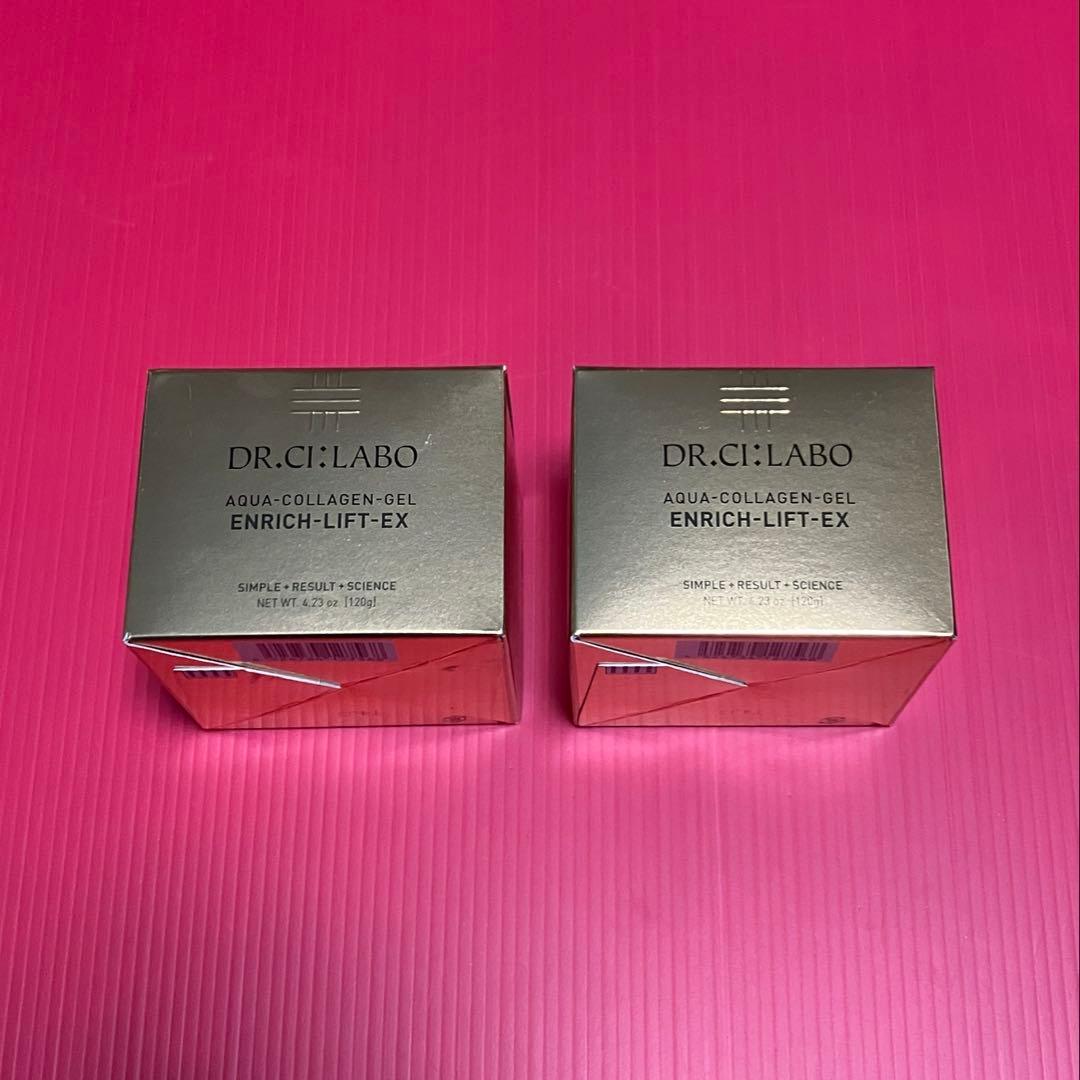 DR.CI:LABO
AQUA-COLLAGEN-GEL
ENRICH-LIFT-EX
SIMPLE+RESULT+SCIENCE
NET WT. 4.23 oz. [120g]
DR.CI:LABO
AQUA-COLLAGEN-GEL
ENRICH-LIFT-EX
SIMPLE+RESULT+SCIENCE
NET WT. 4.23 oz. [120g]